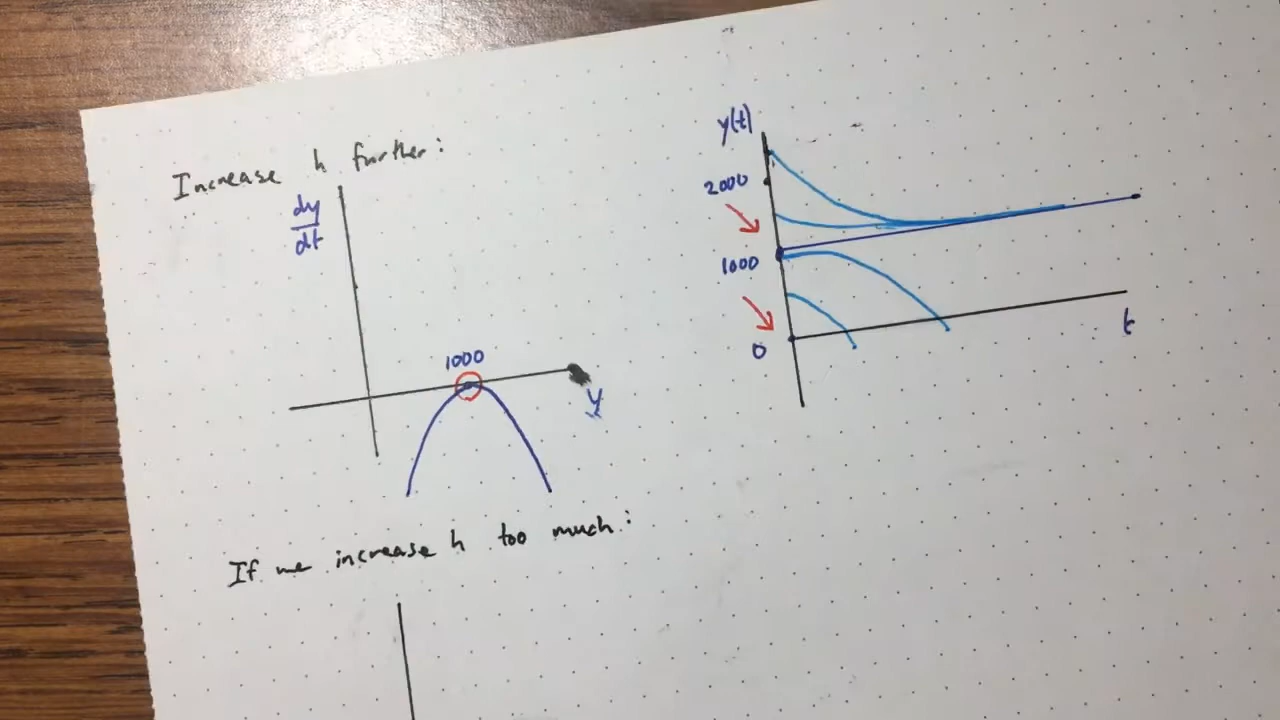 Increase h further:
dy
dt
1000
y
y(t)
2000
1000
0
t
If we increase h too much: